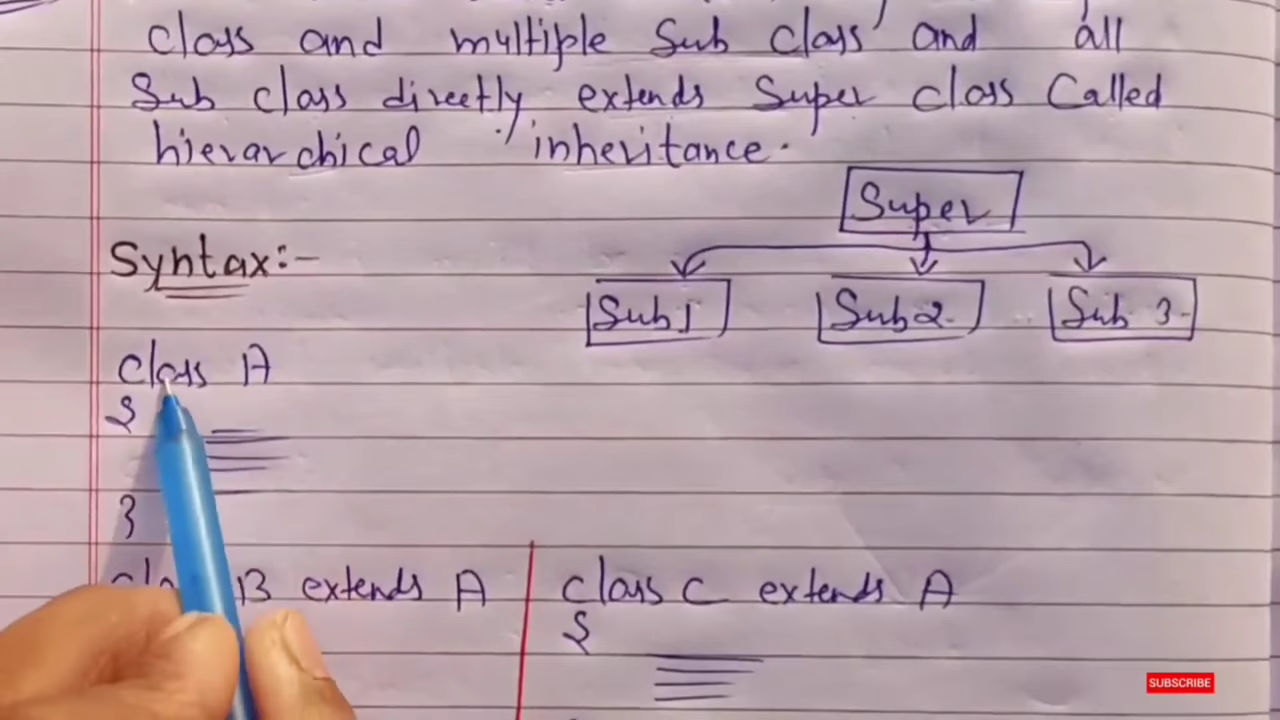 class and multiple Sub class and all
Sub class directly extends Super class Called
hierarchical inheritance.
Super
Syntax:-
Sub 1 Sub 2. Sub 3.
class A
{
}
class B extends A
class C extends A
{
SUBSCRIBE